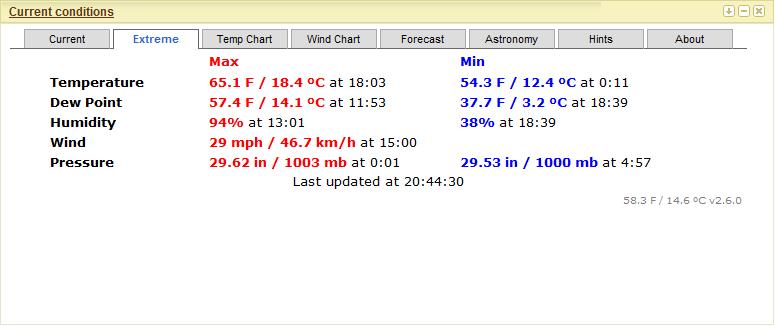 Current conditions
Current Extreme Temp Chart Wind Chart Forecast Astronomy Hints About
Max Min
Temperature 65.1 F / 18.4 ºC at 18:03 54.3 F / 12.4 ºC at 0:11
Dew Point 57.4 F / 14.1 ºC at 11:53 37.7 F / 3.2 ºC at 18:39
Humidity 94% at 13:01 38% at 18:39
Wind 29 mph / 46.7 km/h at 15:00
Pressure 29.62 in / 1003 mb at 0:01 29.53 in / 1000 mb at 4:57
Last updated at 20:44:30
58.3 F / 14.6 ºC v2.6.0